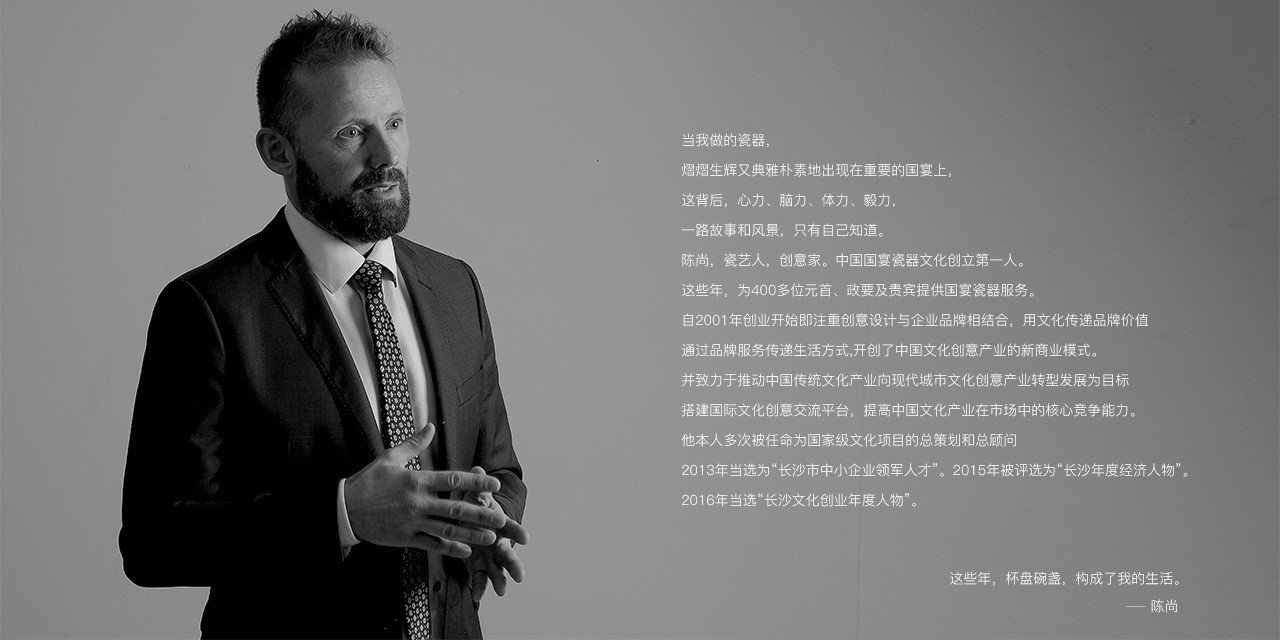 当我做的瓷器，
熠熠生辉又典雅朴素地出现在重要的国宴上，
这背后，心力、脑力、体力、毅力，
一路故事和风景，只有自己知道。
陈尚，瓷艺人，创意家。中国国宴瓷器文化创立第一人。
这些年，为400多位元首、政要及贵宾提供国宴瓷器服务。
自2001年创业开始即注重创意设计与企业品牌相结合，用文化传递品牌价值
通过品牌服务传递生活方式,开创了中国文化创意产业的新商业模式。
并致力于推动中国传统文化产业向现代城市文化创意产业转型发展为目标
搭建国际文化创意交流平台，提高中国文化产业在市场中的核心竞争能力。
他本人多次被任命为国家级文化项目的总策划和总顾问
2013年当选为“长沙市中小企业领军人才”。2015年被评选为“长沙年度经济人物”。
2016年当选“长沙文化创业年度人物”。
这些年，杯盘碗盏，构成了我的生活。
—— 陈尚